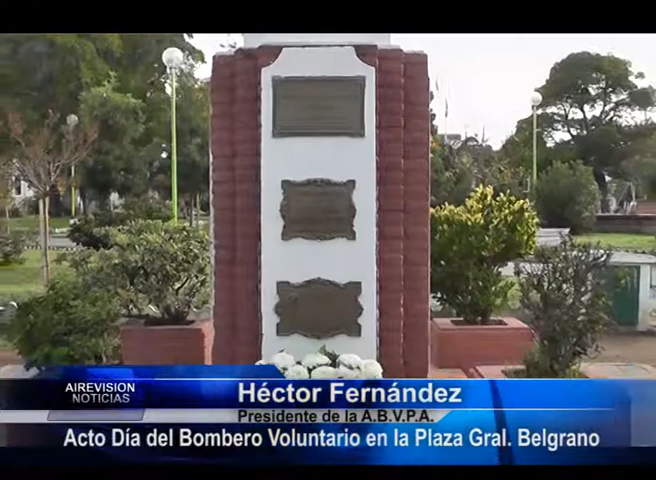 AIREVISION
NOTICIAS
Héctor Fernández
Presidente de la A.B.V.P.A.
Acto Día del Bombero Voluntario en la Plaza Gral. Belgrano